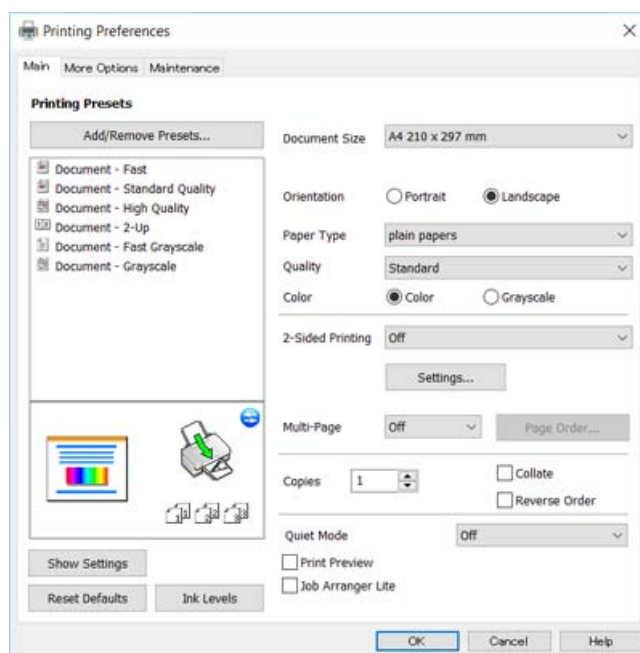 Printing Preferences
Main More Options Maintenance
Printing Presets
Add/Remove Presets...
Document - Fast
Document - Standard Quality
Document - High Quality
Document - 2-Up
Document - Fast Grayscale
Document - Grayscale
Show Settings
Reset Defaults Ink Levels
Document Size A4 210 x 297 mm
Orientation Portrait Landscape
Paper Type plain papers
Quality Standard
Color Color Grayscale
2-Sided Printing Off
Settings...
Multi-Page Off Page Order...
Copies 1 Collate
Reverse Order
Quiet Mode Off
Print Preview
Job Arranger Lite
OK Cancel Help